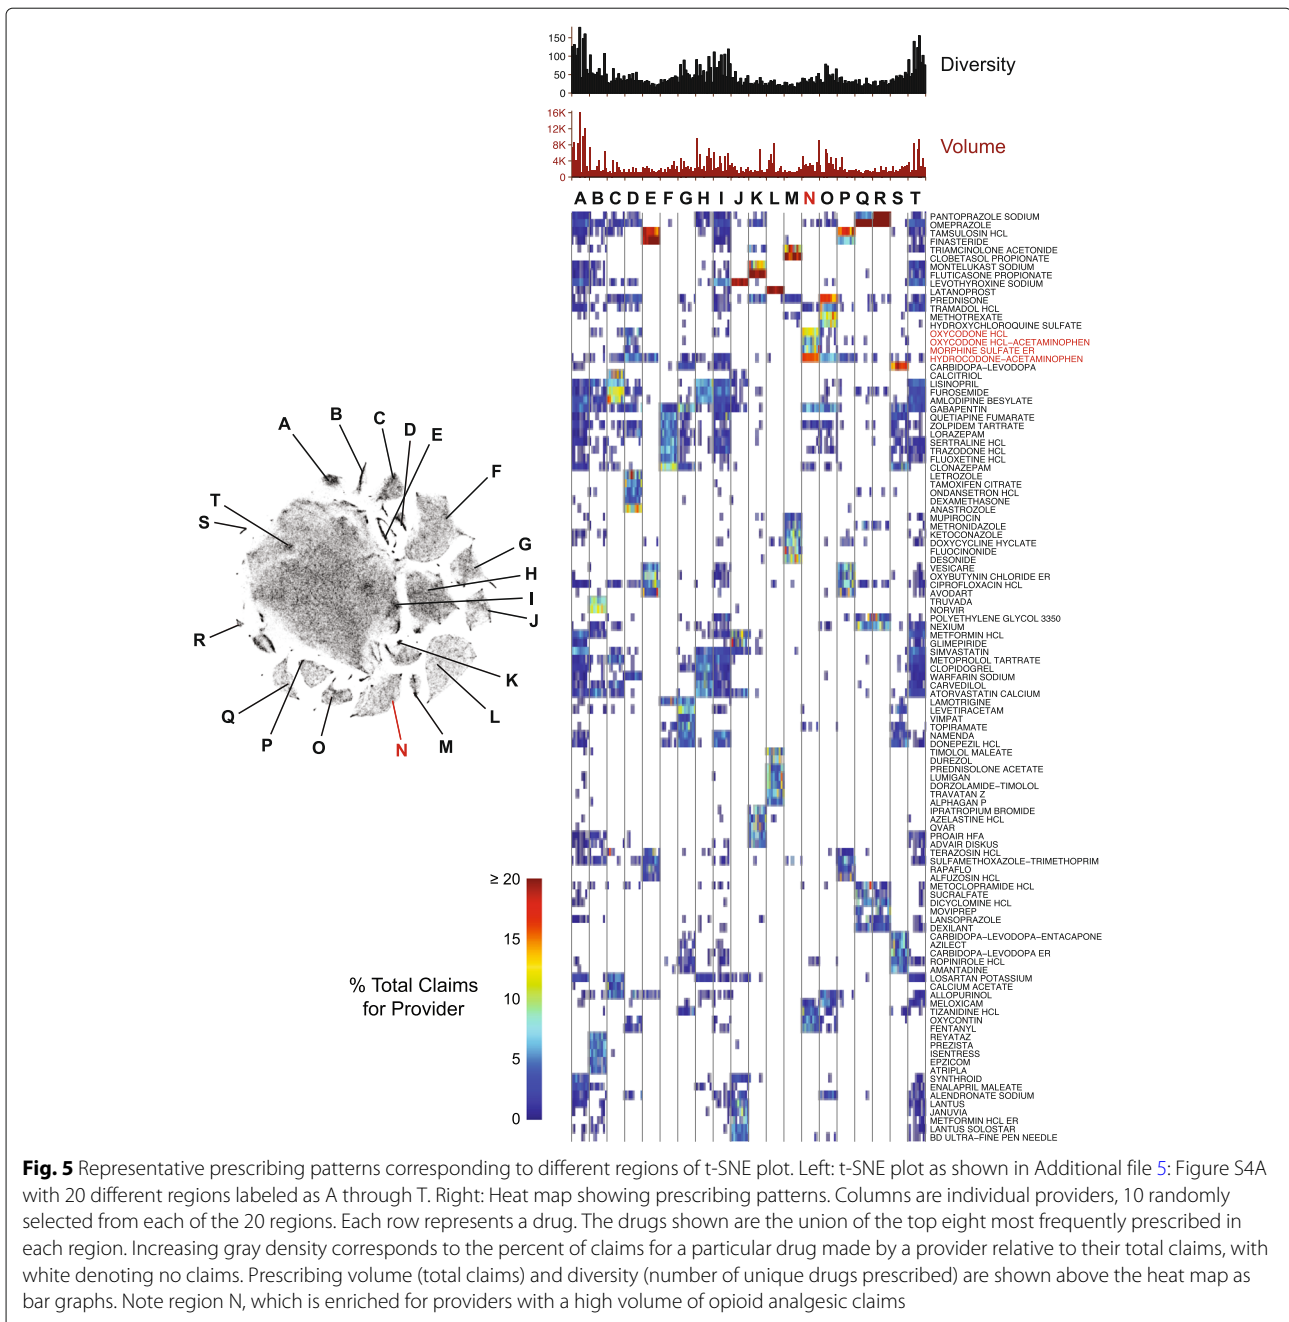 150
100
50
0
Diversity
16K
12K
8K
4K
0
Volume
A B C D E F G H I J K L M N O P Q R S T
PANTOPRAZOLE SODIUM
OMEPRAZOLE
TAMSULOSIN HCL
FINASTERIDE
TRIAMCINOLONE ACETONIDE
CLOBETASOL PROPIONATE
MONTELUKAST SODIUM
FLUTICASONE PROPIONATE
LEVOTHYROXINE SODIUM
LATANOPROST
PREDNISONE
TRAMADOL HCL
METHOTREXATE
HYDROXYCHLOROQUINE SULFATE
OXYCODONE HCL
OXYCODONE HCL−ACETAMINOPHEN
MORPHINE SULFATE ER
HYDROCODONE−ACETAMINOPHEN
CARBIDOPA−LEVODOPA
CALCITRIOL
LISINOPRIL
FUROSEMIDE
AMLODIPINE BESYLATE
GABAPENTIN
QUETIAPINE FUMARATE
ZOLPIDEM TARTRATE
LORAZEPAM
SERTRALINE HCL
TRAZODONE HCL
FLUOXETINE HCL
CLONAZEPAM
LETROZOLE
TAMOXIFEN CITRATE
ONDANSETRON HCL
DEXAMETHASONE
ANASTROZOLE
MUPIROCIN
METRONIDAZOLE
KETOCONAZOLE
DOXYCYCLINE HYCLATE
FLUOCINONIDE
DESONIDE
VESICARE
OXYBUTYNIN CHLORIDE ER
CIPROFLOXACIN HCL
AVODART
TRUVADA
NORVIR
POLYETHYLENE GLYCOL 3350
NEXIUM
METFORMIN HCL
GLIMEPIRIDE
SIMVASTATIN
METOPROLOL TARTRATE
CLOPIDOGREL
WARFARIN SODIUM
CARVEDILOL
ATORVASTATIN CALCIUM
LAMOTRIGINE
LEVETIRACETAM
VIMPAT
TOPIRAMATE
NAMENDA
DONEPEZIL HCL
TIMOLOL MALEATE
DUREZOL
PREDNISOLONE ACETATE
LUMIGAN
DORZOLAMIDE−TIMOLOL
TRAVATAN Z
ALPHAGAN P
IPRATROPIUM BROMIDE
AZELASTINE HCL
QVAR
PROAIR HFA
ADVAIR DISKUS
TERAZOSIN HCL
SULFAMETHOXAZOLE−TRIMETHOPRIM
RAPAFLO
ALFUZOSIN HCL
METOCLOPRAMIDE HCL
SUCRALFATE
DICYCLOMINE HCL
MOVIPREP
LANSOPRAZOLE
DEXILANT
CARBIDOPA−LEVODOPA−ENTACAPONE
AZILECT
CARBIDOPA−LEVODOPA ER
ROPINIROLE HCL
AMANTADINE
LOSARTAN POTASSIUM
CALCIUM ACETATE
ALLOPURINOL
MELOXICAM
TIZANIDINE HCL
OXYCONTIN
FENTANYL
REYATAZ
PREZISTA
ISENTRESS
EPZICOM
ATRIPLA
SYNTHROID
ENALAPRIL MALEATE
ALENDRONATE SODIUM
LANTUS
JANUVIA
METFORMIN HCL ER
LANTUS SOLOSTAR
BD ULTRA−FINE PEN NEEDLE
A
B
C
D
E
F
G
H
I
J
K
L
M
N
O
P
Q
R
S
T
≥ 20
15
10
5
0
% Total Claims
for Provider
Fig. 5 Representative prescribing patterns corresponding to different regions of t-SNE plot. Left: t-SNE plot as shown in Additional file 5: Figure S4A
with 20 different regions labeled as A through T. Right: Heat map showing prescribing patterns. Columns are individual providers, 10 randomly
selected from each of the 20 regions. Each row represents a drug. The drugs shown are the union of the top eight most frequently prescribed in
each region. Increasing gray density corresponds to the percent of claims for a particular drug made by a provider relative to their total claims, with
white denoting no claims. Prescribing volume (total claims) and diversity (number of unique drugs prescribed) are shown above the heat map as
bar graphs. Note region N, which is enriched for providers with a high volume of opioid analgesic claims